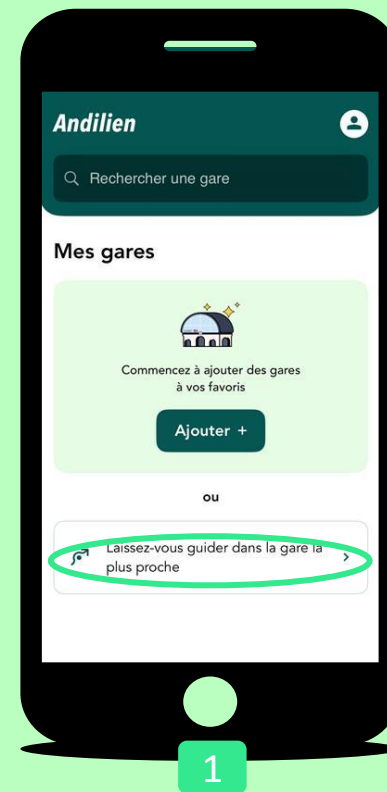 Andilien
Rechercher une gare
Mes gares
Commencez à ajouter des gares
à vos favoris
Ajouter +
ou
Laissez-vous guider dans la gare la
plus proche
1